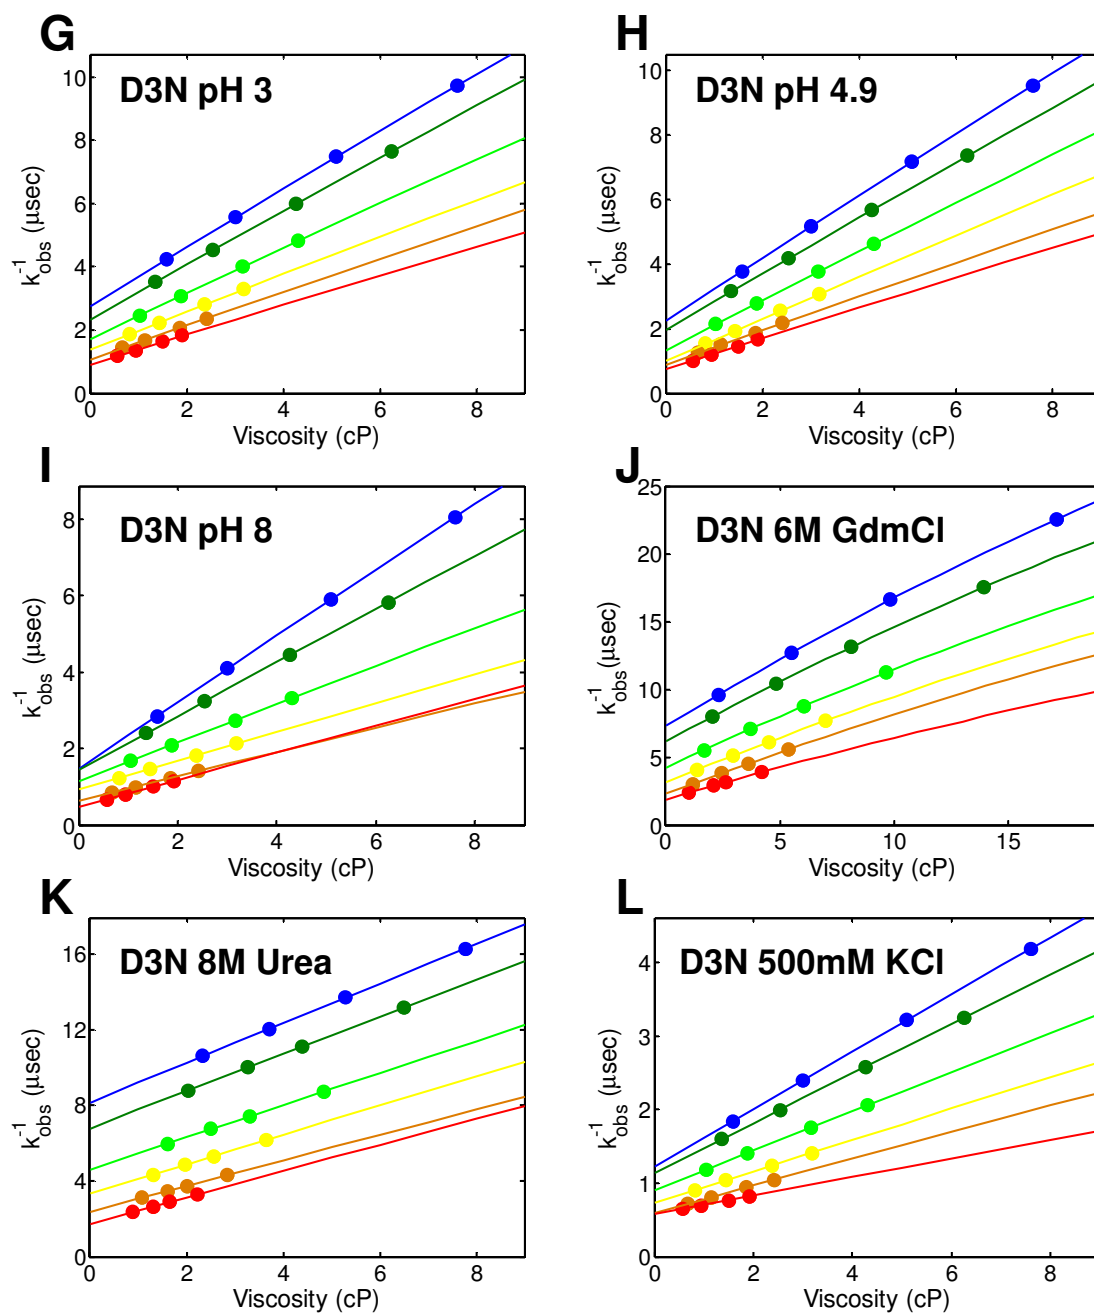 G
D3N pH 3
10
8
6
4
2
0
k-1obs (μsec)
0 2 4 6 8
Viscosity (cP)
H
D3N pH 4.9
10
8
6
4
2
0
k-1obs (μsec)
0 2 4 6 8
Viscosity (cP)
I
D3N pH 8
8
6
4
2
0
k-1obs (μsec)
0 2 4 6 8
Viscosity (cP)
J
D3N 6M GdmCl
25
20
15
10
5
0
k-1obs (μsec)
0 5 10 15
Viscosity (cP)
K
D3N 8M Urea
16
12
8
4
0
k-1obs (μsec)
0 2 4 6 8
Viscosity (cP)
L
D3N 500mM KCl
4
3
2
1
0
k-1obs (μsec)
0 2 4 6 8
Viscosity (cP)